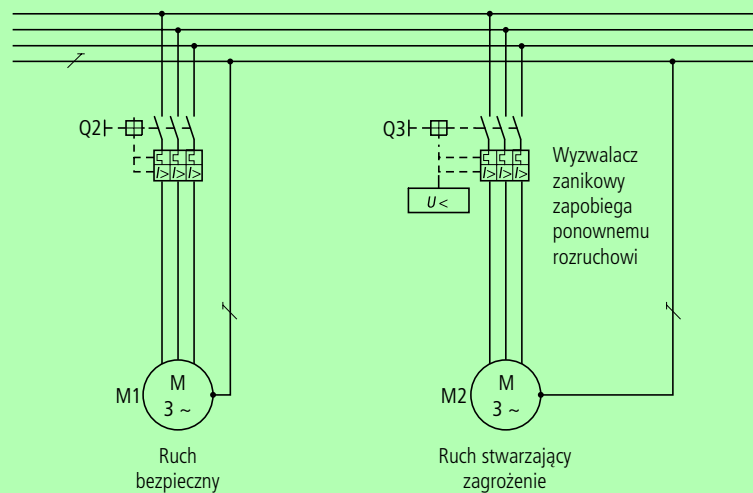 Q2
I> I> I>
M1
M
3 ~
Ruch
bezpieczny
Q3
I> I> I>
U <
Wyzwalacz
zanikowy
zapobiega
ponownemu
rozruchowi
M2
M
3 ~
Ruch stwarzający
zagrożenie